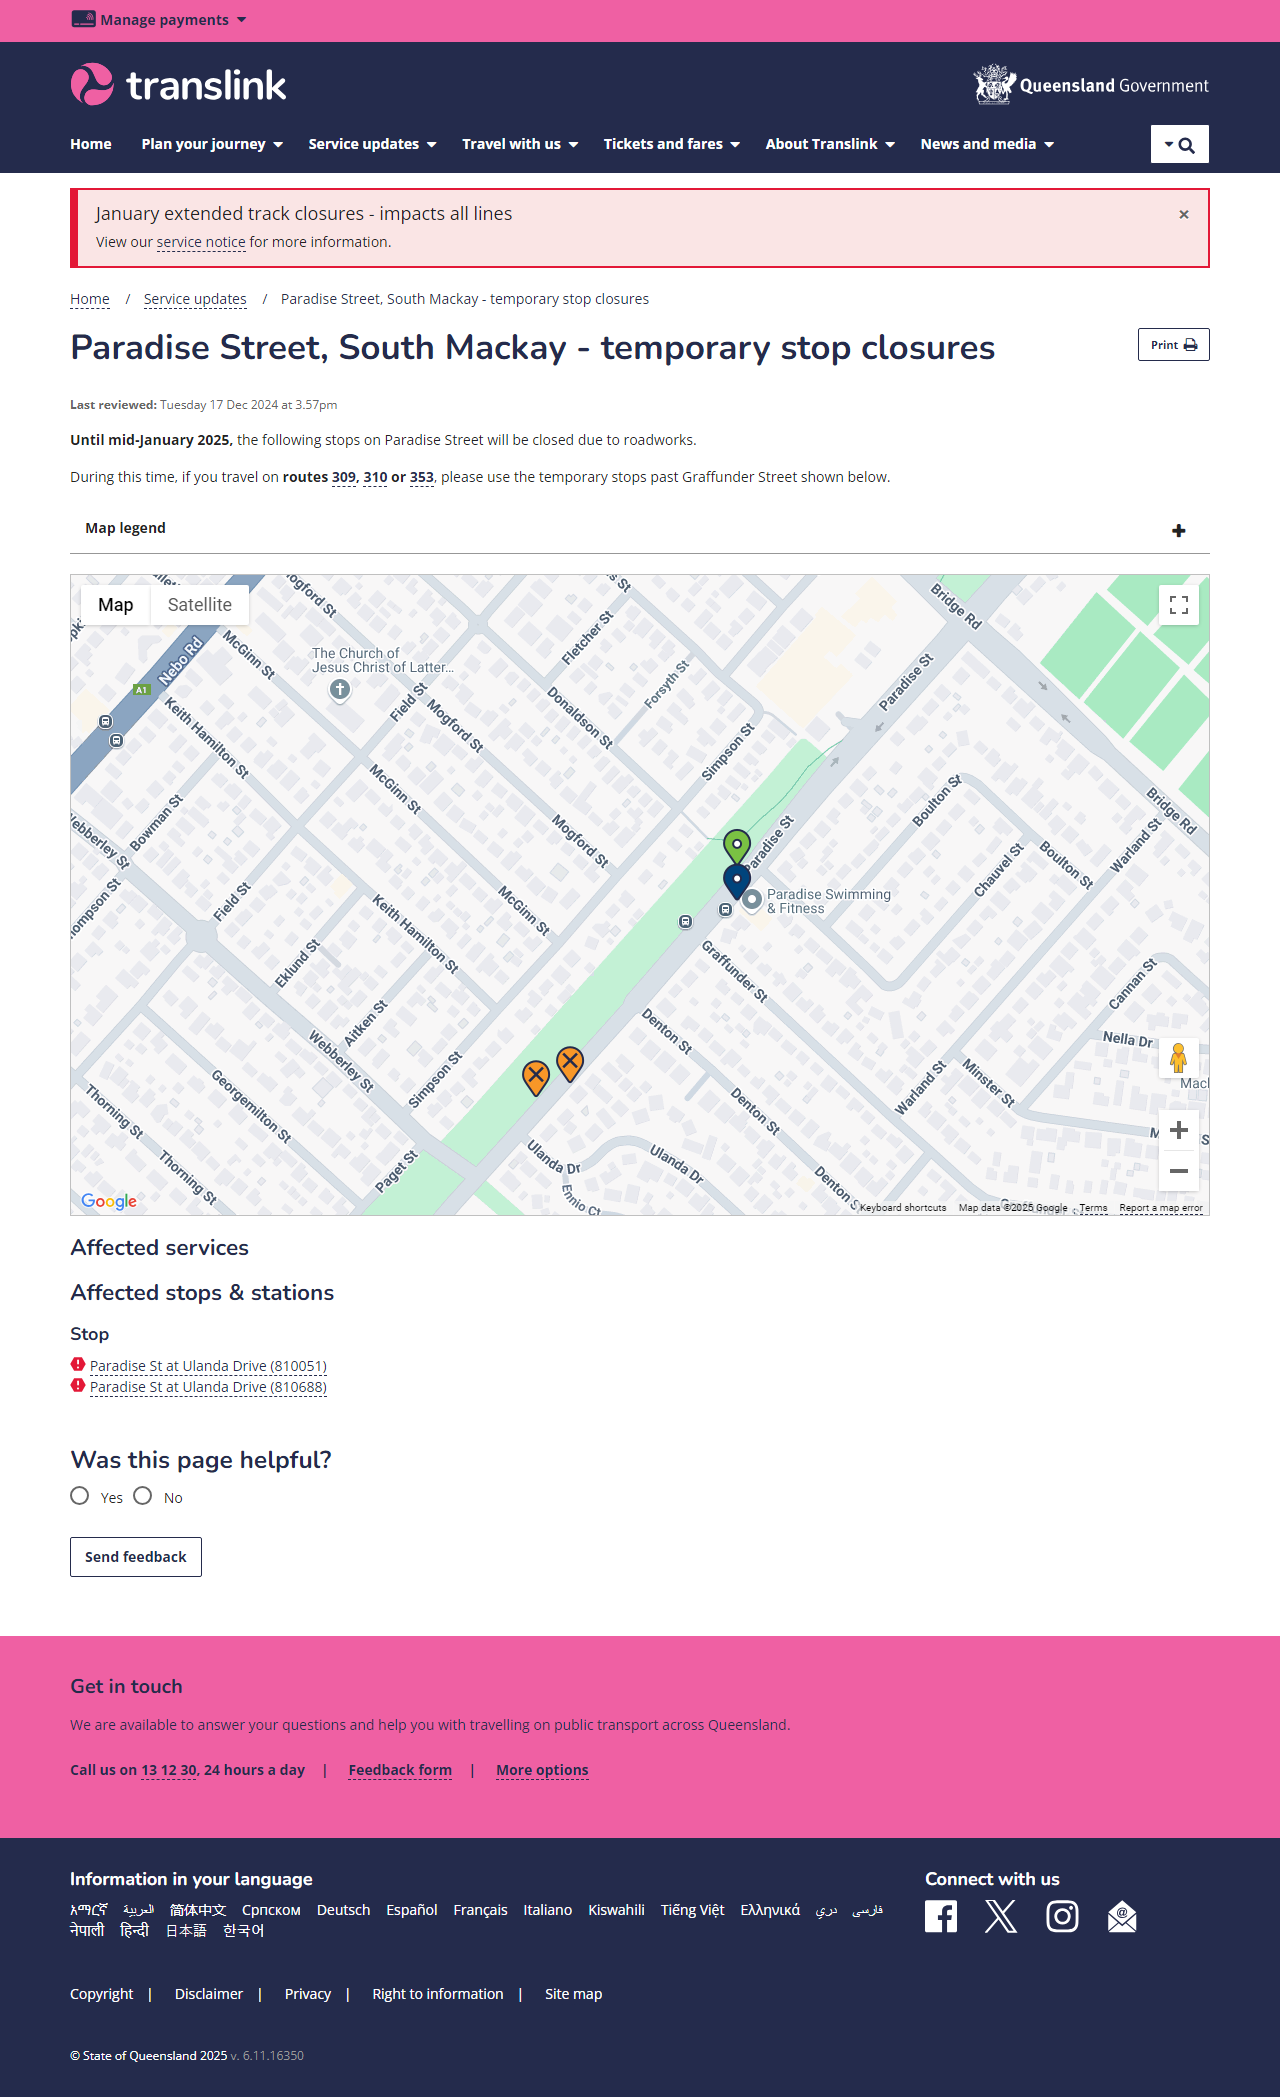 Manage payments
translink
Queensland Government
Home Plan your journey Service updates Travel with us Tickets and fares About Translink News and media
January extended track closures - impacts all lines
×
View our service notice for more information.
Home / Service updates / Paradise Street, South Mackay - temporary stop closures
Paradise Street, South Mackay - temporary stop closures
Print
Last reviewed: Tuesday 17 Dec 2024 at 3.57pm
Until mid-January 2025, the following stops on Paradise Street will be closed due to roadworks.
During this time, if you travel on routes 309, 310 or 353, please use the temporary stops past Graffunder Street shown below.
Map legend
Map Satellite
Mogford St
Bridge Rd
Nebo Rd
McGinn St
Fletcher St
The Church of
Jesus Christ of Latter...
Forsyth St
Paradise St
A1
Keith Hamilton St
Field St
Mogford St
Donaldson St
Simpson St
McGinn St
Bowman St
Webberley St
Mogford St
Paradise St
Boulton St
Bridge Rd
Warland St
Boulton St
Chauvel St
Field St
Keith Hamilton St
McGinn St
Paradise Swimming
& Fitness
Eklund St
Graffunder St
Cannan St
Aitken St
Denton St
Nella Dr
Webberley St
Simpson St
Georgemilton St
Thorning St
Warland St
Minster St
Denton St
Thorning St
Paget St
Ulanda Dr
Ulanda Dr
Ennio Ct
Denton S
Google
Keyboard shortcuts Map data ©2025 Google Terms Report a map error
Affected services
Affected stops & stations
Stop
Paradise St at Ulanda Drive (810051)
Paradise St at Ulanda Drive (810688)
Was this page helpful?
Yes No
Send feedback
Get in touch
We are available to answer your questions and help you with travelling on public transport across Queensland.
Call us on 13 12 30, 24 hours a day | Feedback form | More options
Information in your language
አማርኛ العربية 简体中文 Српском Deutsch Español Français Italiano Kiswahili Tiếng Việt Ελληνικά دري فارسی
नेपाली हिन्दी 日本語 한국어
Connect with us
Copyright | Disclaimer | Privacy | Right to information | Site map
© State of Queensland 2025 v. 6.11.16350